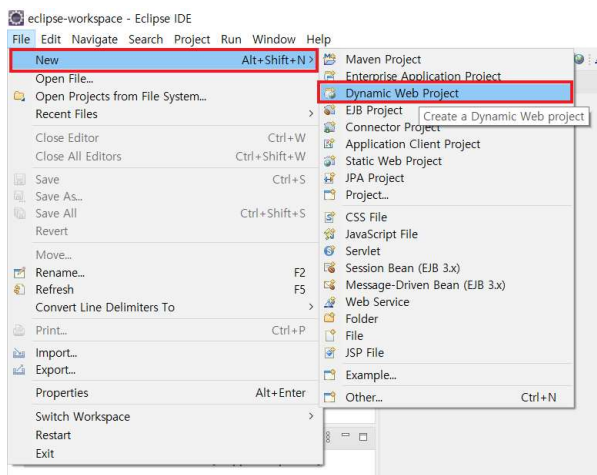 eclipse-workspace - Eclipse IDE
File Edit Navigate Search Project Run Window Help
New Alt+Shift+N >
Open File...
Open Projects from File System...
Recent Files >
Close Editor Ctrl+W
Close All Editors Ctrl+Shift+W
Save Ctrl+S
Save As...
Save All Ctrl+Shift+S
Revert
Move...
Rename... F2
Refresh F5
Convert Line Delimiters To >
Print... Ctrl+P
Import...
Export...
Properties Alt+Enter
Switch Workspace >
Restart
Exit
Maven Project
Enterprise Application Project
Dynamic Web Project
EJB Project
Create a Dynamic Web project
Connector Project
Application Client Project
Static Web Project
JPA Project
Project...
CSS File
JavaScript File
Servlet
Session Bean (EJB 3.x)
Message-Driven Bean (EJB 3.x)
Web Service
Folder
File
JSP File
Example...
Other... Ctrl+N